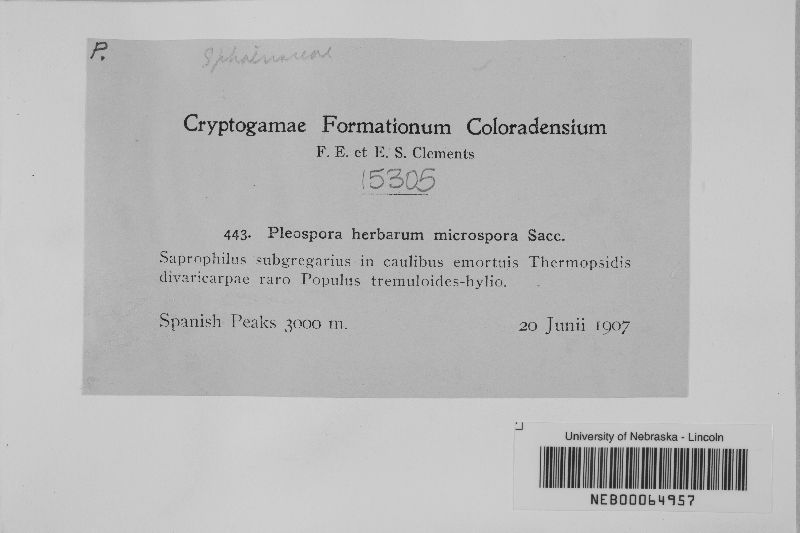 P.
Sphaeriaceae
Cryptogamae Formationum Coloradensium
F. E. et E. S. Clements
15305
443. Pleospora herbarum microspora Sacc.
Saprophilus subgregarius in caulibus emortuis Thermopsidis
divaricarpae raro Populus tremuloides-hylio.
Spanish Peaks 3000 m. 20 Junii 1907
University of Nebraska - Lincoln
NEB00064957